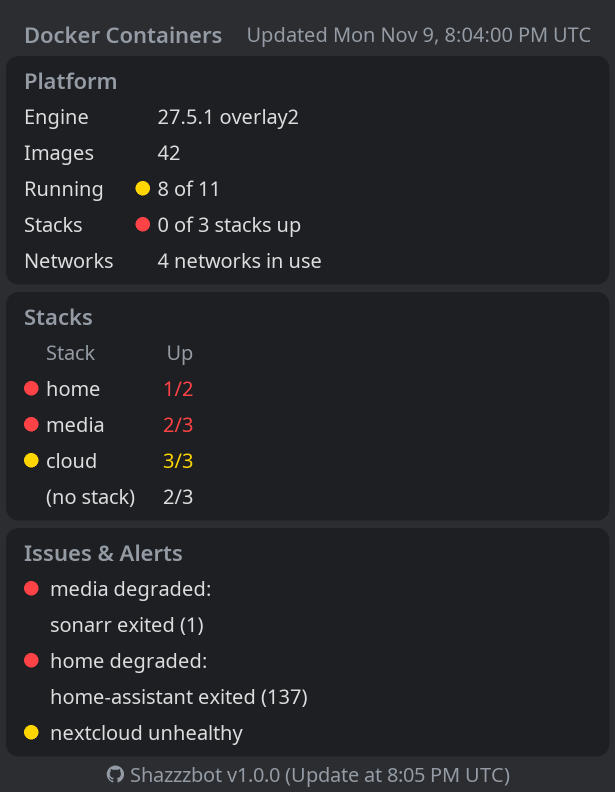 Docker Containers Updated Mon Nov 9, 8:04:00 PM UTC
Platform
Engine 27.5.1 overlay2
Images 42
Running 8 of 11
Stacks 0 of 3 stacks up
Networks 4 networks in use
Stacks
Stack Up
home 1/2
media 2/3
cloud 3/3
(no stack) 2/3
Issues & Alerts
media degraded:
sonarr exited (1)
home degraded:
home-assistant exited (137)
nextcloud unhealthy
Shazzzbot v1.0.0 (Update at 8:05 PM UTC)